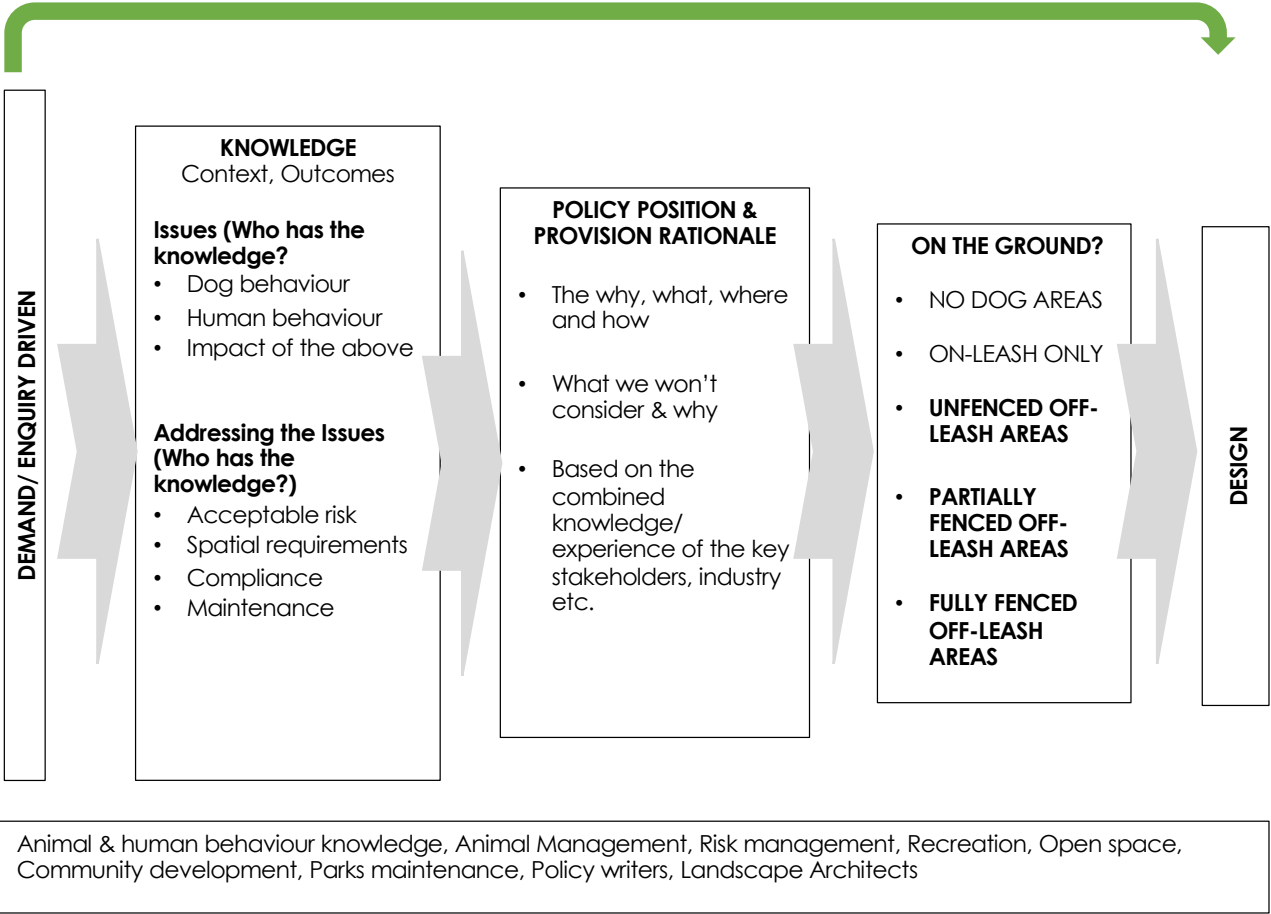 DEMAND/ ENQUIRY DRIVEN
KNOWLEDGE
Context, Outcomes
Issues (Who has the
knowledge?
• Dog behaviour
• Human behaviour
• Impact of the above
Addressing the Issues
(Who has the
knowledge?)
• Acceptable risk
• Spatial requirements
• Compliance
• Maintenance
POLICY POSITION &
PROVISION RATIONALE
• The why, what, where
and how
• What we won’t
consider & why
• Based on the
combined
knowledge/
experience of the key
stakeholders, industry
etc.
ON THE GROUND?
• NO DOG AREAS
• ON-LEASH ONLY
• UNFENCED OFF-
LEASH AREAS
• PARTIALLY
FENCED OFF-
LEASH AREAS
• FULLY FENCED
OFF-LEASH
AREAS
DESIGN
Animal & human behaviour knowledge, Animal Management, Risk management, Recreation, Open space,
Community development, Parks maintenance, Policy writers, Landscape Architects